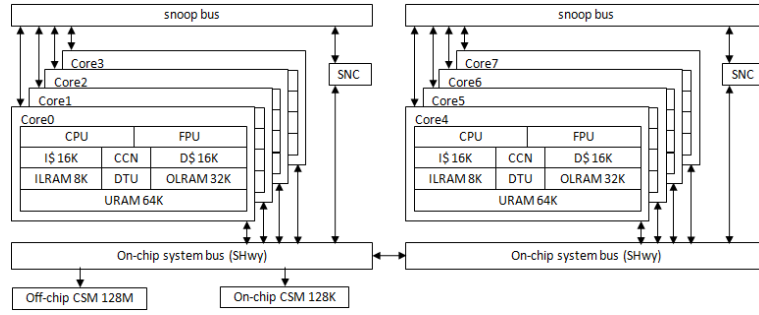 snoop bus
Core3
Core2
Core1
Core0
SNC
CPU FPU
I$ 16K CCN D$ 16K
ILRAM 8K DTU OLRAM 32K
URAM 64K
On-chip system bus (SHwy)
Off-chip CSM 128M
On-chip CSM 128K
snoop bus
Core7
Core6
Core5
Core4
SNC
CPU FPU
I$ 16K CCN D$ 16K
ILRAM 8K DTU OLRAM 32K
URAM 64K
On-chip system bus (SHwy)